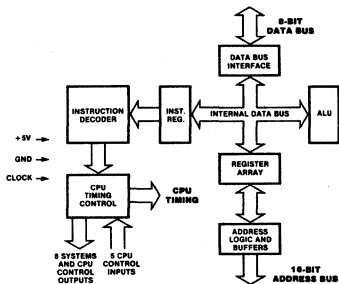 8-BIT
DATA BUS
DATA BUS
INTERFACE
INSTRUCTION
DECODER
INST.
REG.
INTERNAL DATA BUS
ALU
+5V
GND
CLOCK
CPU
TIMING
CONTROL
CPU
TIMING
REGISTER
ARRAY
ADDRESS
LOGIC AND
BUFFERS
8 SYSTEMS
AND CPU
CONTROL
OUTPUTS
5 CPU
CONTROL
INPUTS
16-BIT
ADDRESS BUS